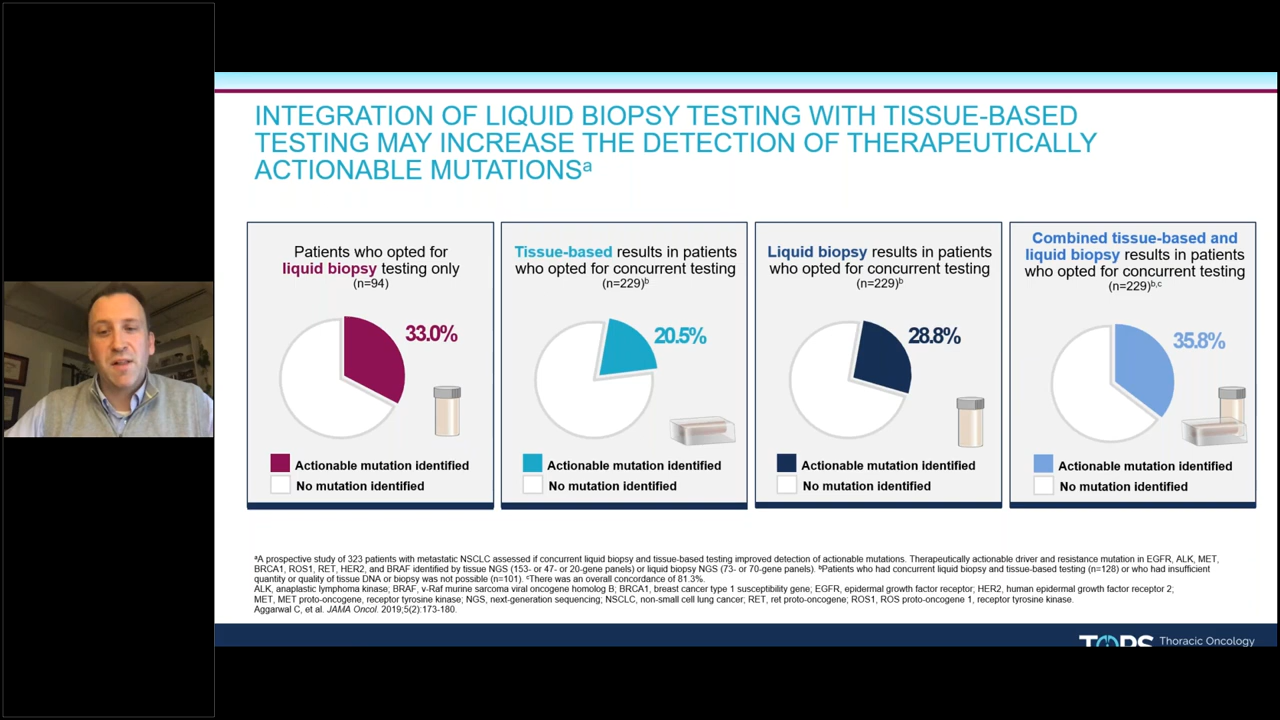 INTEGRATION OF LIQUID BIOPSY TESTING WITH TISSUE-BASED
TESTING MAY INCREASE THE DETECTION OF THERAPEUTICALLY
ACTIONABLE MUTATIONSᵃ
Patients who opted for
liquid biopsy testing only
(n=94)
33.0%
Actionable mutation identified
No mutation identified
Tissue-based results in patients
who opted for concurrent testing
(n=229)ᵇ
20.5%
Actionable mutation identified
No mutation identified
Liquid biopsy results in patients
who opted for concurrent testing
(n=229)ᵇ
28.8%
Actionable mutation identified
No mutation identified
Combined tissue-based and
liquid biopsy results in patients
who opted for concurrent testing
(n=229)ᵇ,ᶜ
35.8%
Actionable mutation identified
No mutation identified
ᵃA prospective study of 323 patients with metastatic NSCLC assessed if concurrent liquid biopsy and tissue-based testing improved detection of actionable mutations. Therapeutically actionable driver and resistance mutation in EGFR, ALK, MET,
BRCA1, ROS1, RET, HER2, and BRAF identified by tissue NGS (153- or 47- or 20-gene panels) or liquid biopsy NGS (73- or 70-gene panels). ᵇPatients who had concurrent liquid biopsy and tissue-based testing (n=128) or who had insufficient
quantity or quality of tissue DNA or biopsy was not possible (n=101). ᶜThere was an overall concordance of 81.3%.
ALK, anaplastic lymphoma kinase; BRAF, v-Raf murine sarcoma viral oncogene homolog B; BRCA1, breast cancer type 1 susceptibility gene; EGFR, epidermal growth factor receptor; HER2, human epidermal growth factor receptor 2;
MET, MET proto-oncogene, receptor tyrosine kinase; NGS, next-generation sequencing; NSCLC, non-small cell lung cancer; RET, ret proto-oncogene; ROS1, ROS proto-oncogene 1, receptor tyrosine kinase.
Aggarwal C, et al. JAMA Oncol. 2019;5(2):173-180.
TOPS Thoracic Oncology